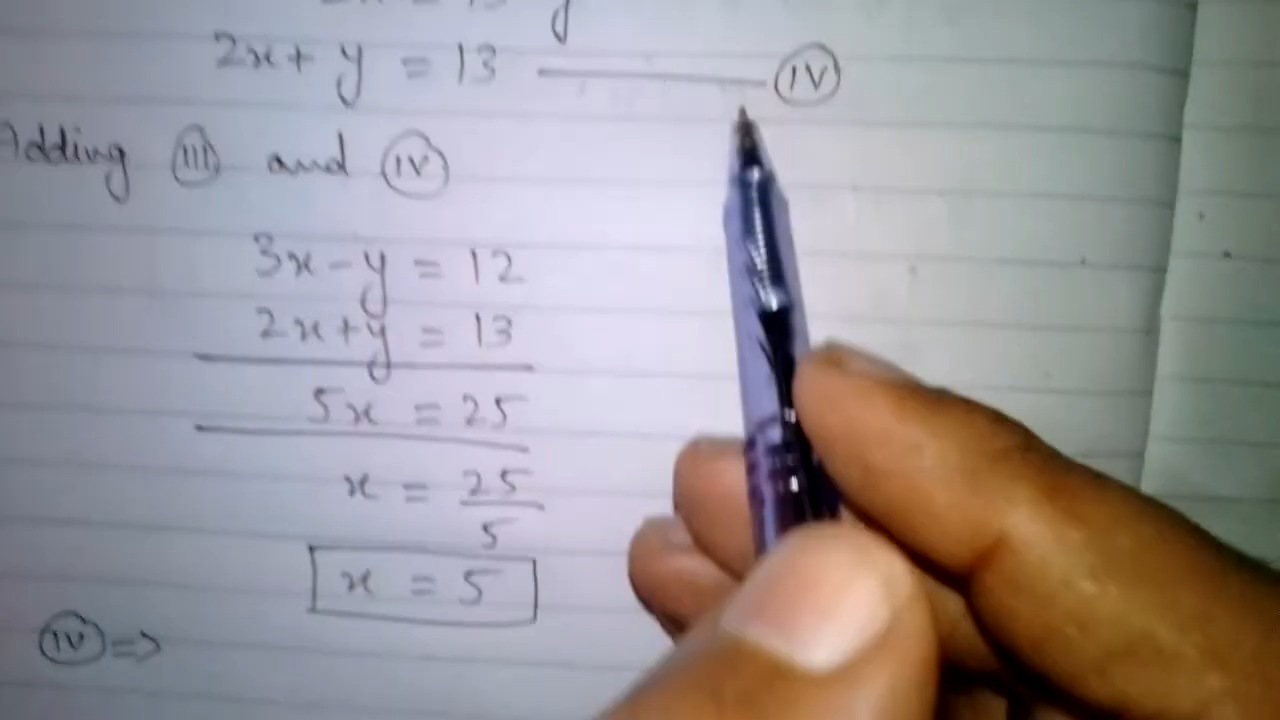 2x + y = 13 (IV)
Adding (III) and (IV)
3x - y = 12
2x + y = 13
5x = 25
x = 25/5
x = 5
(IV) =>